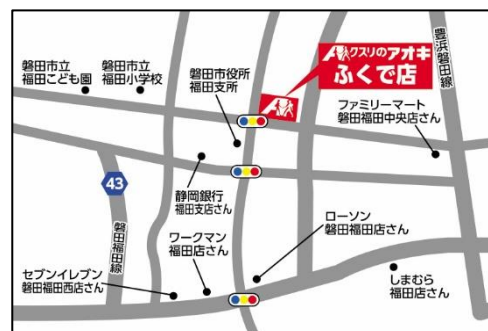 クスリのアオキ
ふくで店
磐田市立
福田こども園
磐田市立
福田小学校
磐田市役所
福田支所
豊浜磐田線
ファミリーマート
磐田福田中央店さん
43
磐田福田線
静岡銀行
福田支店さん
ワークマン
福田店さん
ローソン
磐田福田店さん
セブンイレブン
磐田福田西店さん
しまむら
福田店さん